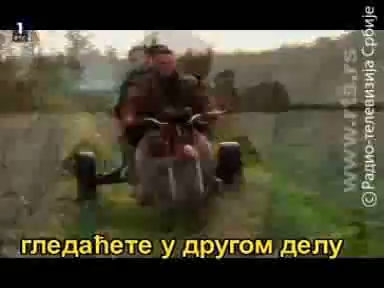 1
www.rts.rs
© Радио-телевизија Србије
гледаћете у другом делу